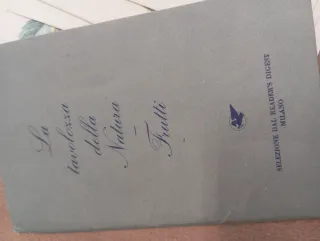 La
tavolozza
della
Natura
-
Frutti
SELEZIONE DAL READER'S DIGEST
MILANO